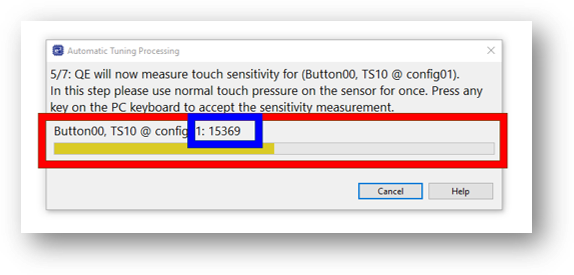 Automatic Tuning Processing
5/7: QE will now measure touch sensitivity for (Button00, TS10 @ config01).
In this step please use normal touch pressure on the sensor for once. Press any
key on the PC keyboard to accept the sensitivity measurement.
Button00, TS10 @ config 1: 15369
Cancel Help